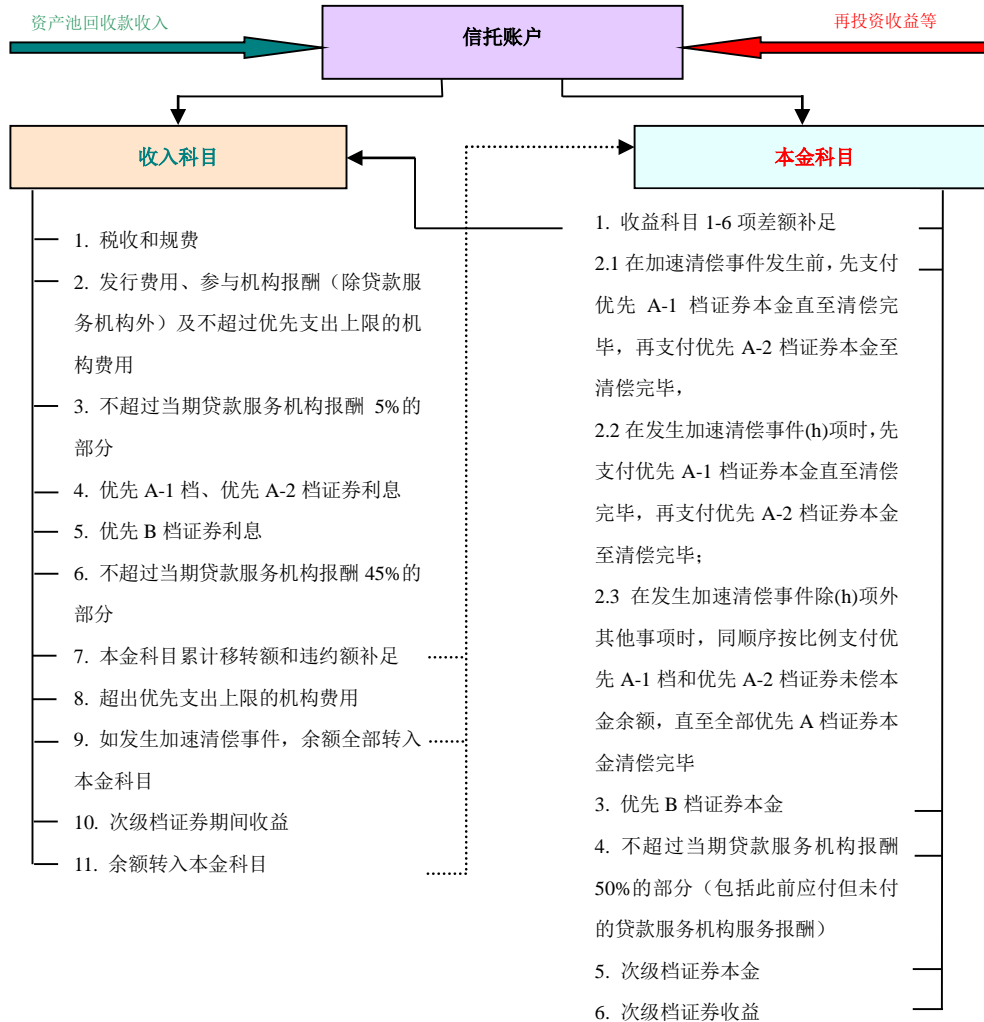 资产池回收款收入
信托账户
再投资收益等
收入科目
1. 税收和规费
2. 发行费用、参与机构报酬（除贷款服
务机构外）及不超过优先支出上限的机
构费用
3. 不超过当期贷款服务机构报酬 5%的
部分
4. 优先 A-1 档、优先 A-2 档证券利息
5. 优先 B 档证券利息
6. 不超过当期贷款服务机构报酬 45%的
部分
7. 本金科目累计移转额和违约额补足
8. 超出优先支出上限的机构费用
9. 如发生加速清偿事件，余额全部转入
本金科目
10. 次级档证券期间收益
11. 余额转入本金科目
本金科目
1. 收益科目 1-6 项差额补足
2.1 在加速清偿事件发生前，先支付
优先 A-1 档证券本金直至清偿完
毕，再支付优先 A-2 档证券本金至
清偿完毕，
2.2 在发生加速清偿事件(h)项时，先
支付优先 A-1 档证券本金直至清偿
完毕，再支付优先 A-2 档证券本金
至清偿完毕；
2.3 在发生加速清偿事件除(h)项外
其他事项时，同顺序按比例支付优
先 A-1 档和优先 A-2 档证券未偿本
金余额，直至全部优先 A 档证券本
金清偿完毕
3. 优先 B 档证券本金
4. 不超过当期贷款服务机构报酬
50%的部分（包括此前应付但未付
的贷款服务机构服务报酬）
5. 次级档证券本金
6. 次级档证券收益